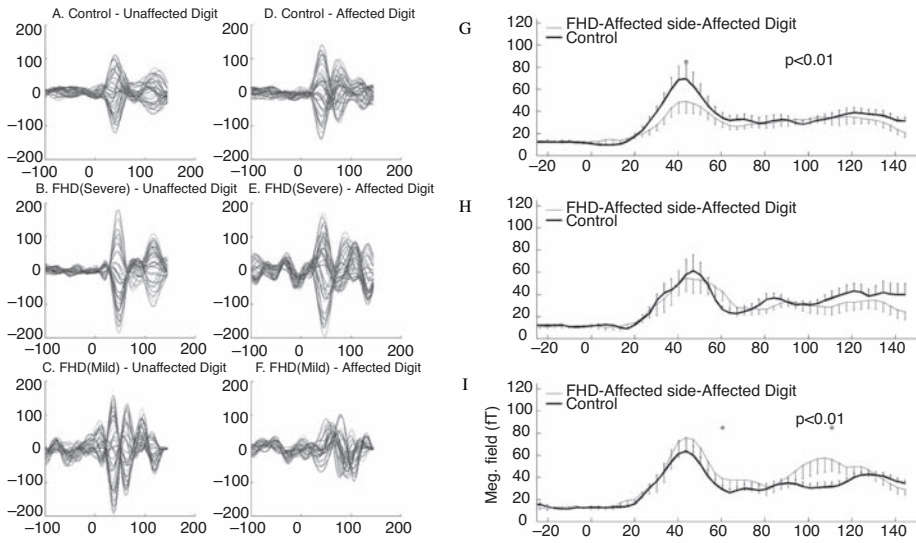 A. Control - Unaffected Digit
200
100
0
−100
−200
−100 0 100 200
D. Control - Affected Digit
200
100
0
−100
−200
−100 0 100 200
B. FHD(Severe) - Unaffected Digit
200
100
0
−100
−200
−100 0 100 200
E. FHD(Severe) - Affected Digit
200
100
0
−100
−200
−100 0 100 200
C. FHD(Mild) - Unaffected Digit
200
100
0
−100
−200
−100 0 100 200
F. FHD(Mild) - Affected Digit
200
100
0
−100
−200
−100 0 100 200
G
120
100
80
60
40
20
0
FHD-Affected side-Affected Digit
Control
p<0.01
−20 0 20 40 60 80 100 120 140
H
120
100
80
60
40
20
0
FHD-Affected side-Affected Digit
Control
−20 0 20 40 60 80 100 120 140
I
Meg. field (fT)
120
100
80
60
40
20
0
FHD-Affected side-Affected Digit
Control
p<0.01
−20 0 20 40 60 80 100 120 140